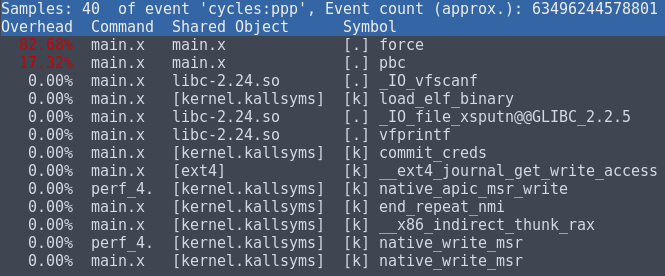 Samples: 40  of event 'cycles:ppp', Event count (approx.): 63496244578801
Overhead  Command  Shared Object      Symbol
  82.68%  main.x   main.x             [.] force
  17.32%  main.x   main.x             [.] pbc
   0.00%  main.x   libc-2.24.so       [.] _IO_vfscanf
   0.00%  main.x   [kernel.kallsyms]  [k] load_elf_binary
   0.00%  main.x   libc-2.24.so       [.] _IO_file_xsputn@@GLIBC_2.2.5
   0.00%  main.x   libc-2.24.so       [.] vfprintf
   0.00%  main.x   [kernel.kallsyms]  [k] commit_creds
   0.00%  main.x   [ext4]             [k] __ext4_journal_get_write_access
   0.00%  perf_4.  [kernel.kallsyms]  [k] native_apic_msr_write
   0.00%  main.x   [kernel.kallsyms]  [k] end_repeat_nmi
   0.00%  main.x   [kernel.kallsyms]  [k] __x86_indirect_thunk_rax
   0.00%  perf_4.  [kernel.kallsyms]  [k] native_write_msr
   0.00%  main.x   [kernel.kallsyms]  [k] native_write_msr